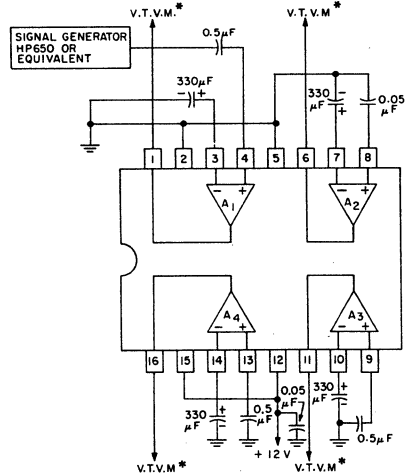 V.T.V.M.*
V.T.V.M.*
SIGNAL GENERATOR
HP650 OR
EQUIVALENT
0.5µF
330µF
− +
330
µF
−
+
0.05
µF
1 2 3 4 5 6 7 8
− +
A1
− +
A2
A4
− +
A3
− +
16 15 14 13 12 11 10 9
330
µF
+
−
0.5
µF
0.05
µF
330
µF
+
−
0.5µF
+ 12 V
V.T.V.M*
V.T.V.M*